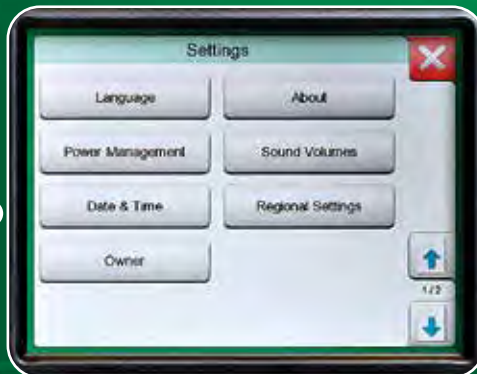 Settings
Language
About
Power Management
Sound Volumes
Date & Time
Regional Settings
Owner
1/2